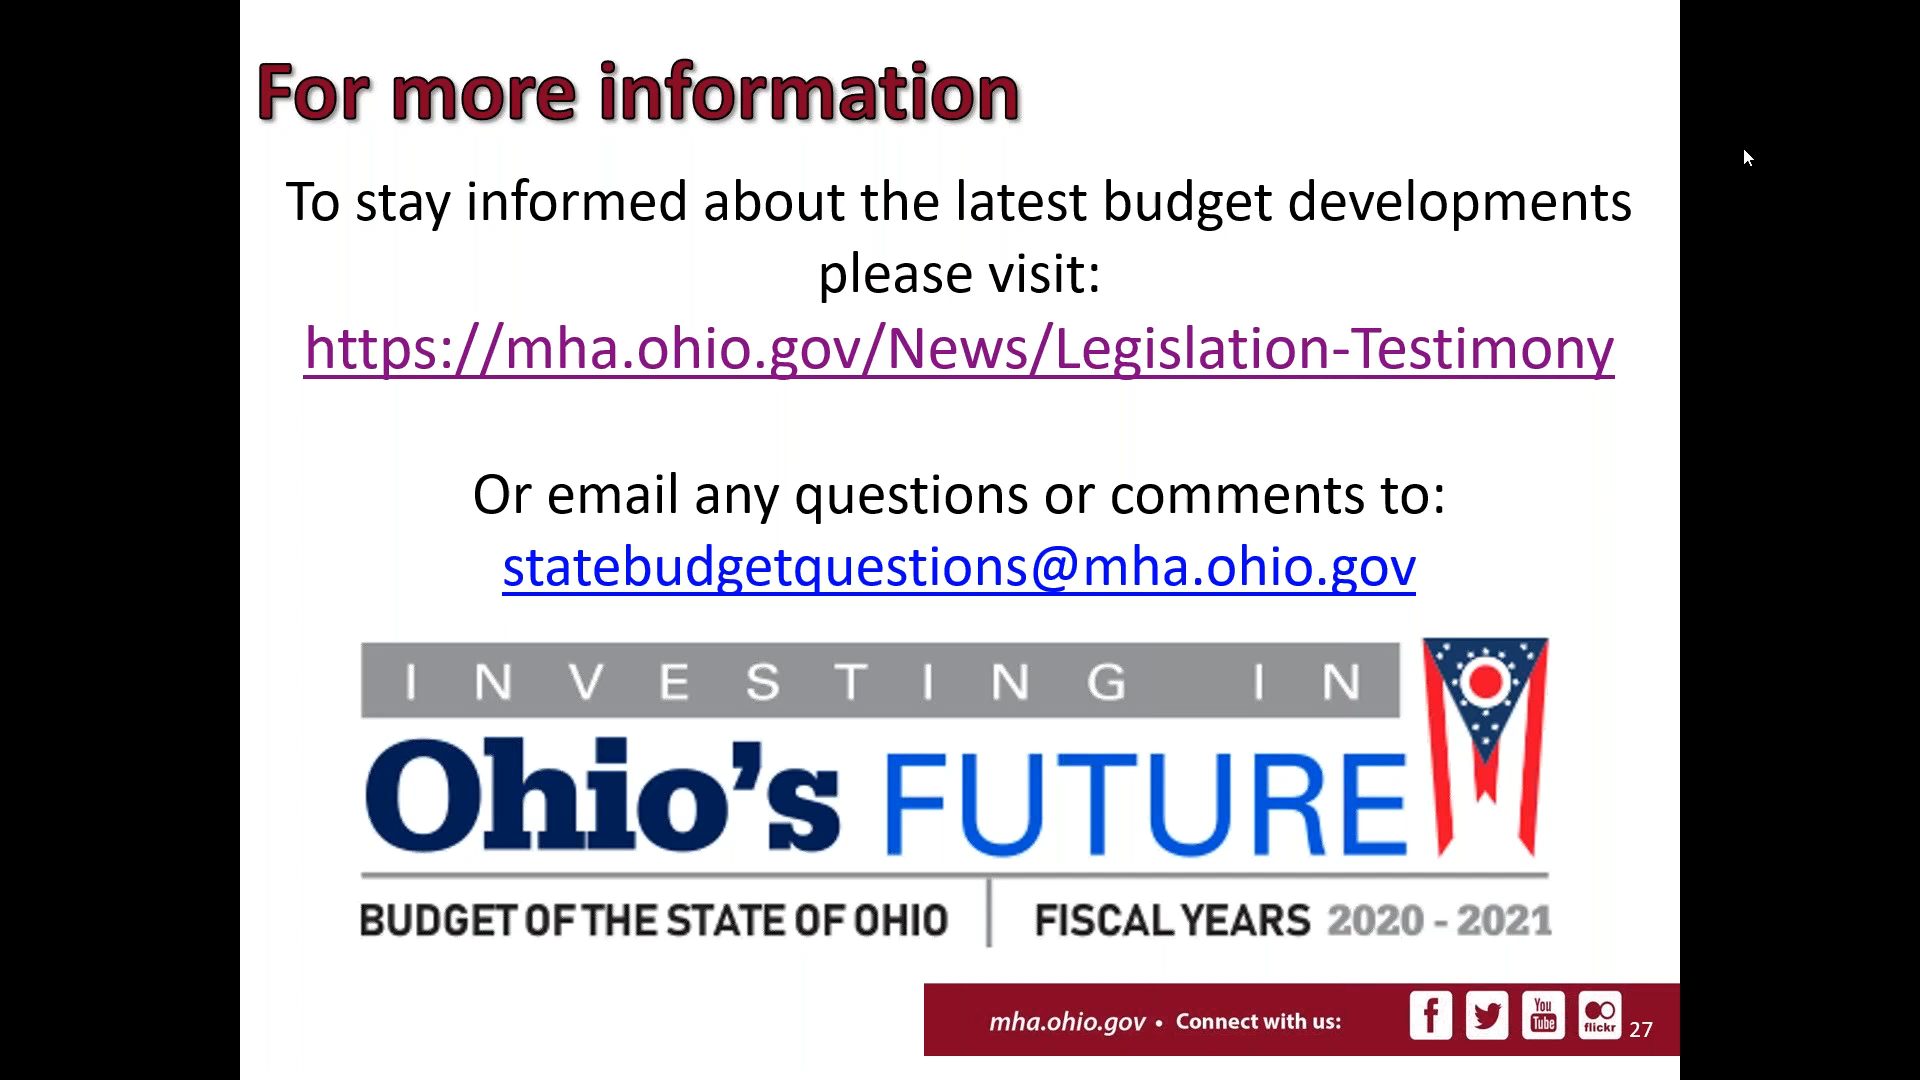 For more information
To stay informed about the latest budget developments
please visit:
https://mha.ohio.gov/News/Legislation-Testimony
Or email any questions or comments to:
statebudgetquestions@mha.ohio.gov
INVESTING IN
Ohio's FUTURE
BUDGET OF THE STATE OF OHIO | FISCAL YEARS 2020 - 2021
mha.ohio.gov • Connect with us: f You Tube flickr 27